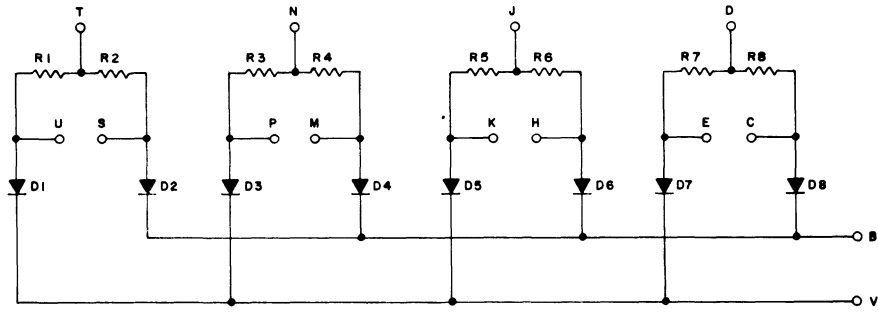 T N J D
R1 R2 R3 R4 R5 R6 R7 R8
U S P M K H E C
D1 D2 D3 D4 D5 D6 D7 D8
B
V